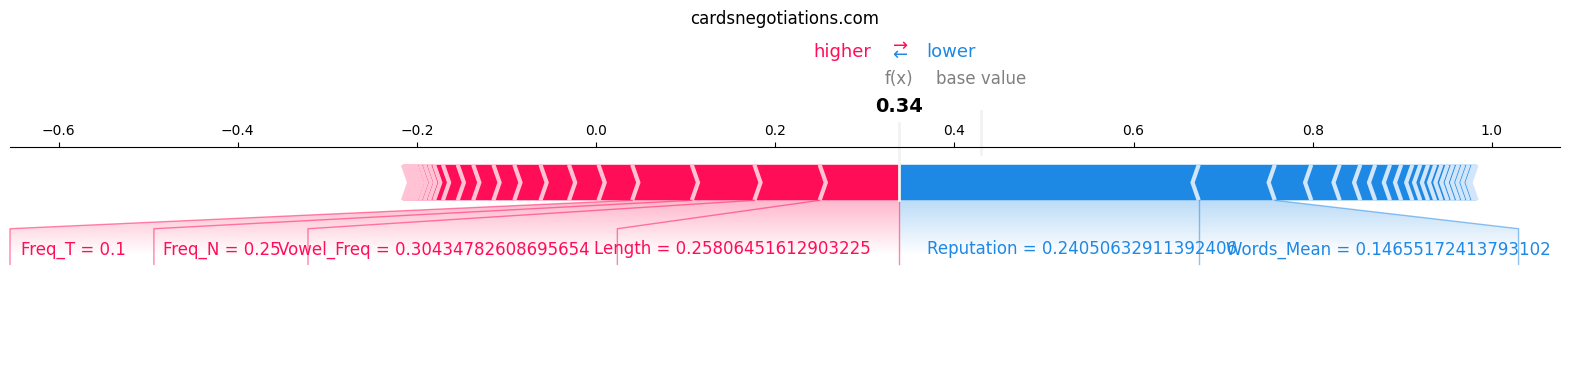 cardsnegotiations.com
higher → ← lower
f(x) base value
0.34
−0.6 −0.4 −0.2 0.0 0.2 0.4 0.6 0.8 1.0
Freq_T = 0.1 Freq_N = 0.25 Vowel_Freq = 0.30434782608695654 Length = 0.25806451612903225 Reputation = 0.24050632911392406 Words_Mean = 0.146551724137931​02